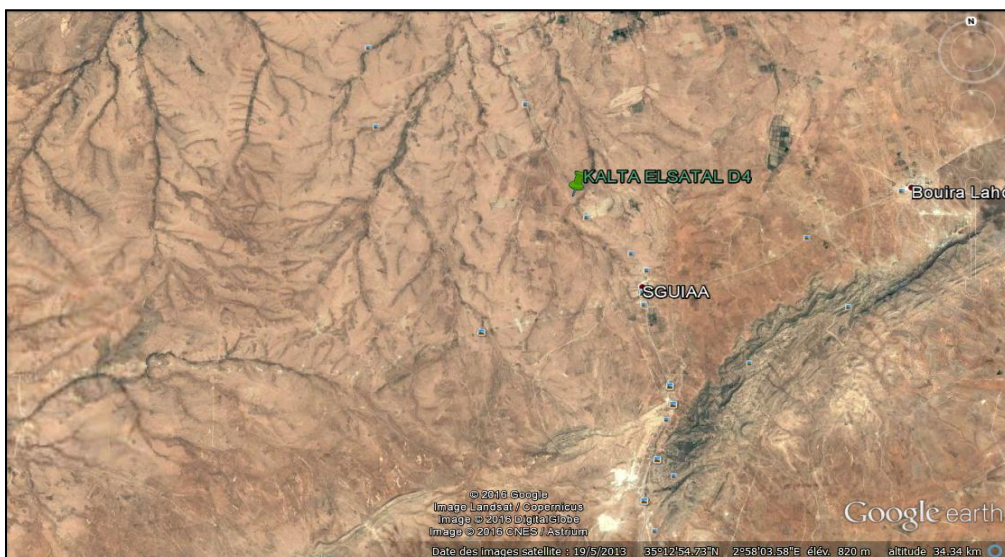 N
KALTA ELSATAL D4
Bouira Laho
SGUIAA
© 2016 Google
Image Landsat / Copernicus
Image © 2016 DigitalGlobe
Image © 2016 CNES / Astrium
Google earth
Date des images satellite : 19/5/2013 35°12'54.73"N 2°58'03.58"E élév. 820 m altitude 34.34 km